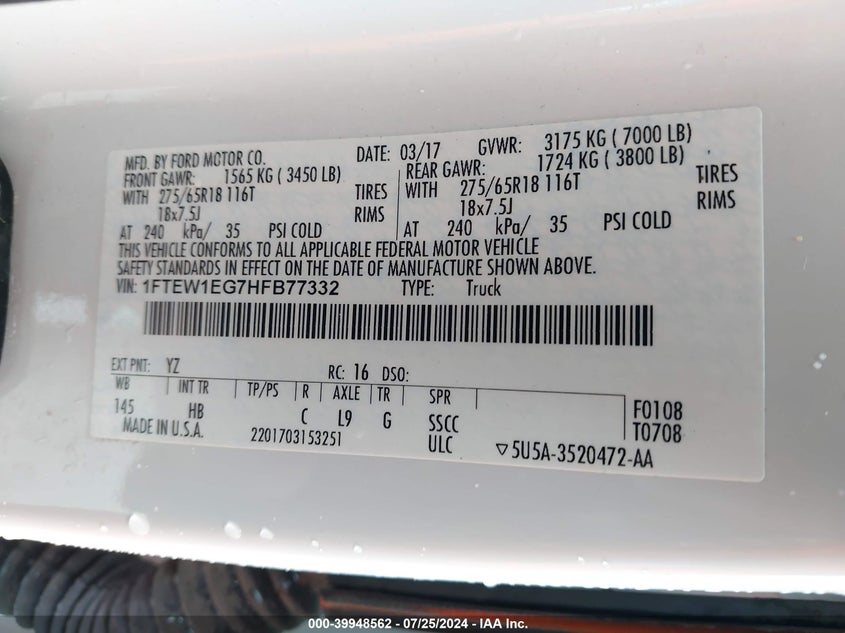 MFD. BY FORD MOTOR CO. DATE: 03/17 GVWR: 3175 KG ( 7000 LB)
FRONT GAWR: 1565 KG ( 3450 LB) REAR GAWR: 1724 KG ( 3800 LB)
WITH 275/65R18 116T TIRES WITH 275/65R18 116T TIRES
18x7.5J RIMS 18x7.5J RIMS
AT 240 kPa/ 35 PSI COLD AT 240 kPa/ 35 PSI COLD
THIS VEHICLE CONFORMS TO ALL APPLICABLE FEDERAL MOTOR VEHICLE
SAFETY STANDARDS IN EFFECT ON THE DATE OF MANUFACTURE SHOWN ABOVE.
VIN: 1FTEW1EG7HFB77332 TYPE: Truck
EXT PNT: YZ RC: 16 DSO:
WB INT TR TP/PS R AXLE TR SPR
145 HB C L9 G SSCC F0108
MADE IN U.S.A. 2201703153251 ULC T0708
5U5A-3520472-AA
000-39948562 - 07/25/2024 - IAA Inc.